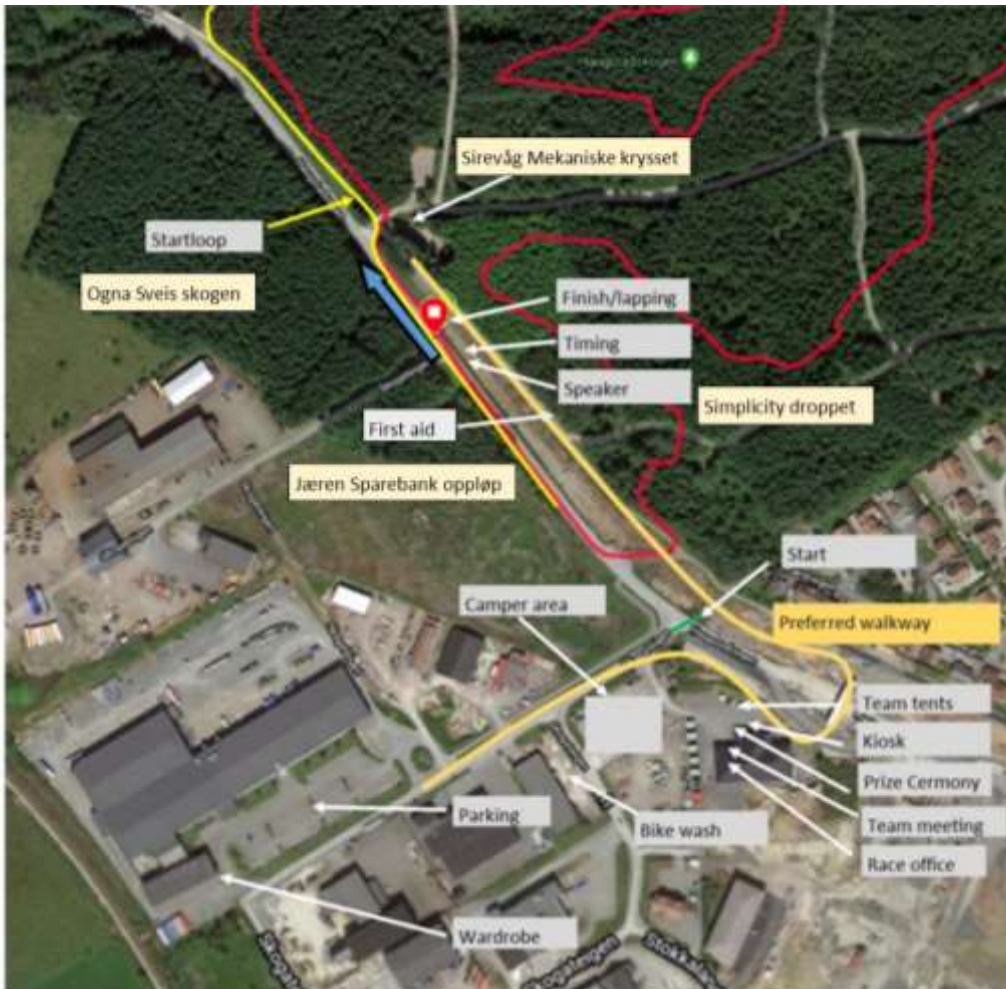 Sirevåg Mekaniske krysset
Startloop
Ogna Sveis skogen
Finish/lapping
Timing
Speaker
Simplicity droppet
First aid
Jæren Sparebank oppløp
Start
Camper area
Preferred walkway
Team tents
Kiosk
Prize Cermony
Parking
Bike wash
Team meeting
Race office
Wardrobe